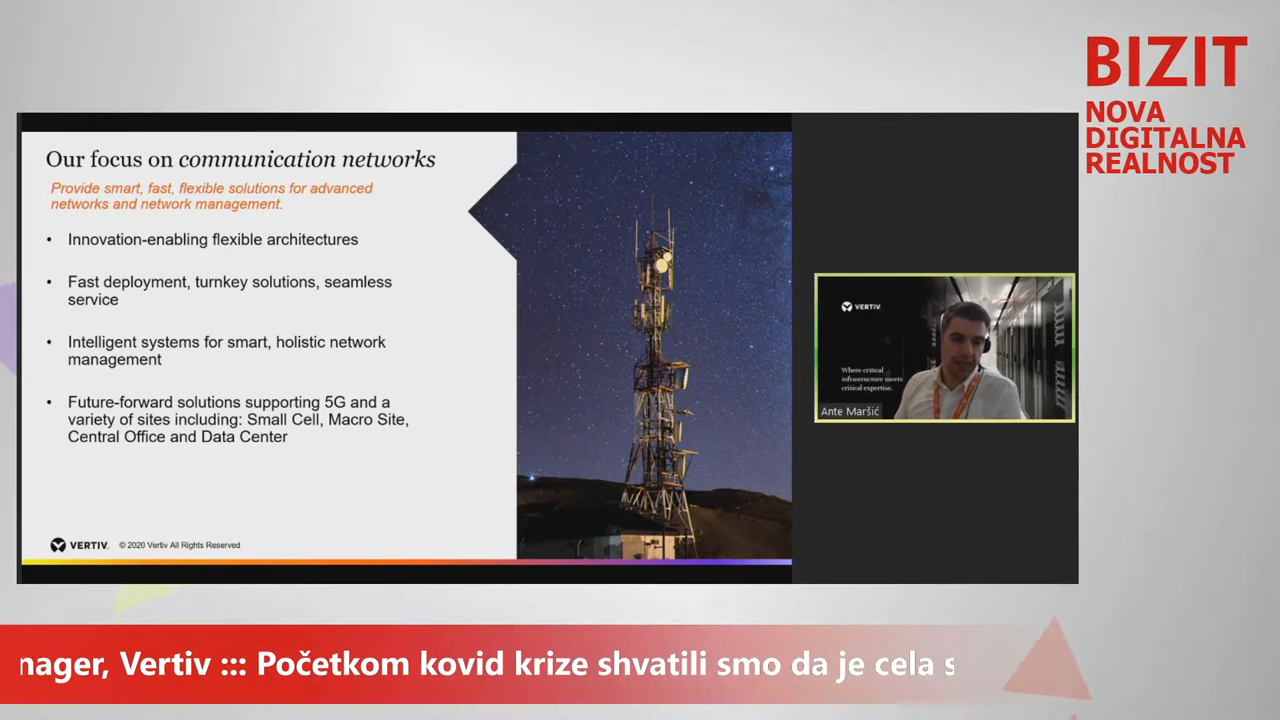 BIZIT
NOVA
DIGITALNA
REALNOST
Our focus on communication networks
Provide smart, fast, flexible solutions for advanced
networks and network management.
• Innovation-enabling flexible architectures
• Fast deployment, turnkey solutions, seamless
service
• Intelligent systems for smart, holistic network
management
• Future-forward solutions supporting 5G and a
variety of sites including: Small Cell, Macro Site,
Central Office and Data Center
VERTIV. © 2020 Vertiv All Rights Reserved
VERTIV.
Where critical
infrastructure meets
critical expertise.
Ante Maršić
nager, Vertiv ::: Početkom kovid krize shvatili smo da je cela s